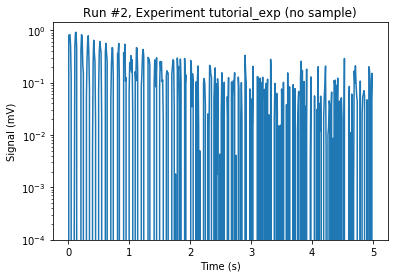 Run #2, Experiment tutorial_exp (no sample)
Signal (mV)
10⁰
10⁻¹
10⁻²
10⁻³
10⁻⁴
0 1 2 3 4 5
Time (s)